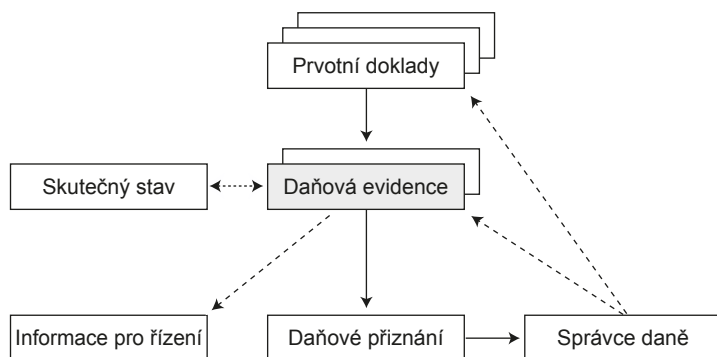 Prvotní doklady
Skutečný stav
Daňová evidence
Informace pro řízení
Daňové přiznání
Správce daně